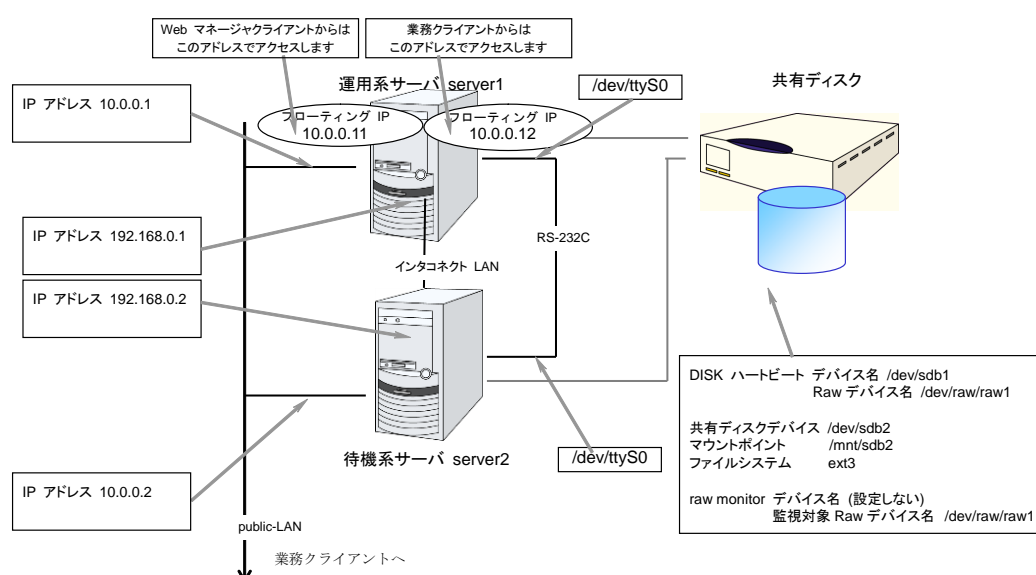 Web マネージャクライアントからは
このアドレスでアクセスします
業務クライアントからは
このアドレスでアクセスします
運用系サーバ server1
/dev/ttyS0
共有ディスク
IP アドレス 10.0.0.1
フローティング IP
10.0.0.11
フローティング IP
10.0.0.12
IP アドレス 192.168.0.1
RS-232C
インタコネクト LAN
IP アドレス 192.168.0.2
DISK ハートビート デバイス名 /dev/sdb1
Raw デバイス名 /dev/raw/raw1
共有ディスクデバイス /dev/sdb2
マウントポイント /mnt/sdb2
ファイルシステム ext3
raw monitor デバイス名 (設定しない)
監視対象 Raw デバイス名 /dev/raw/raw1
待機系サーバ server2
/dev/ttyS0
IP アドレス 10.0.0.2
public-LAN
業務クライアントへ